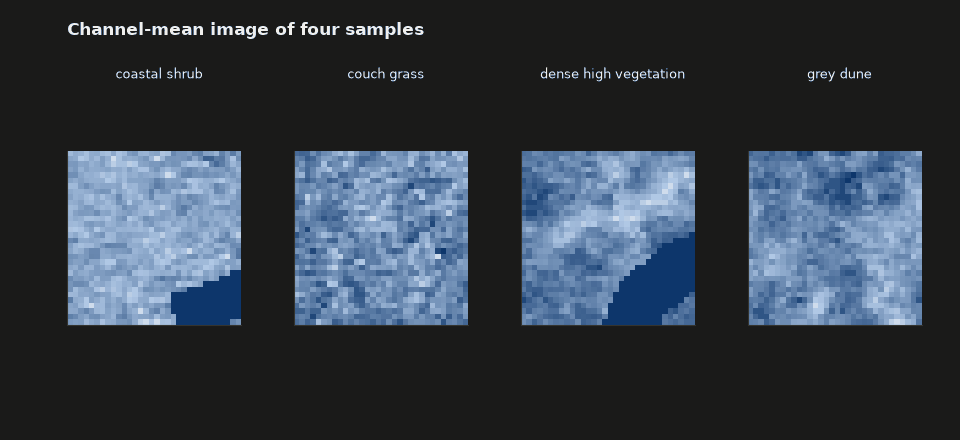 Channel-mean image of four samples
coastal shrub couch grass dense high vegetation grey dune